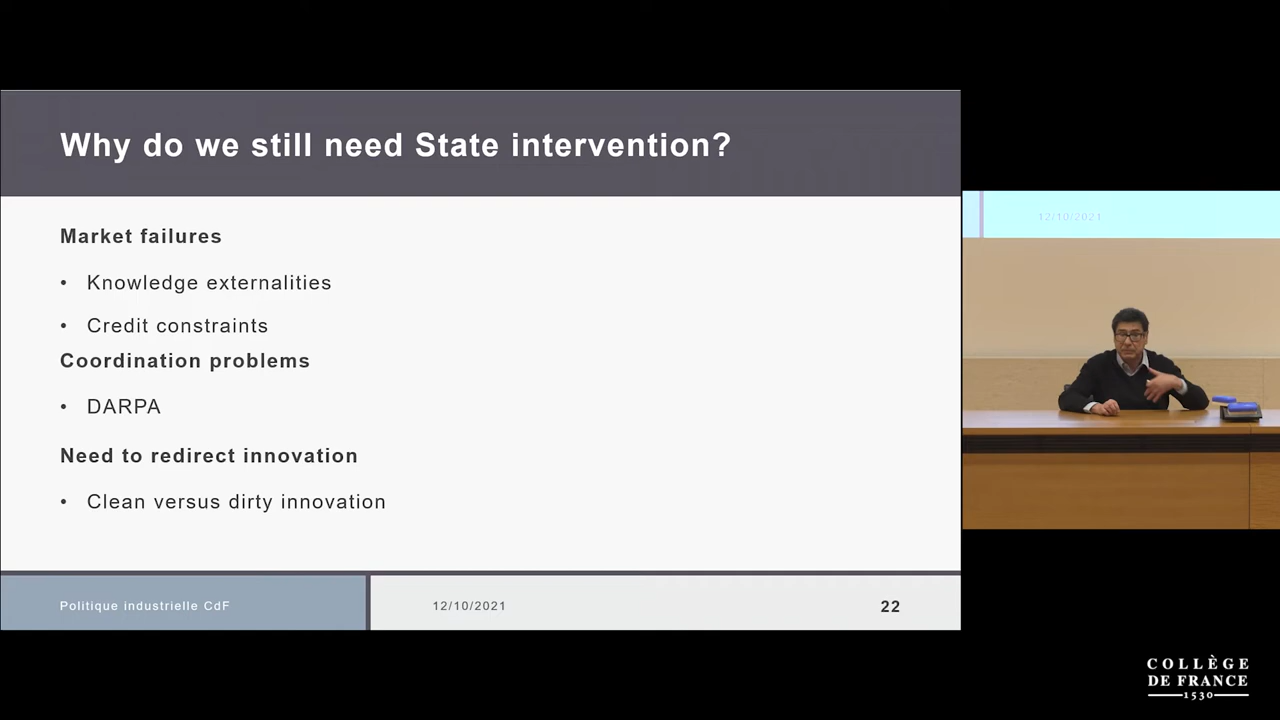 Why do we still need State intervention?
Market failures
• Knowledge externalities
• Credit constraints
Coordination problems
• DARPA
Need to redirect innovation
• Clean versus dirty innovation
Politique industrielle CdF
12/10/2021
22
12/10/2021
COLLÈGE
DE FRANCE
1530